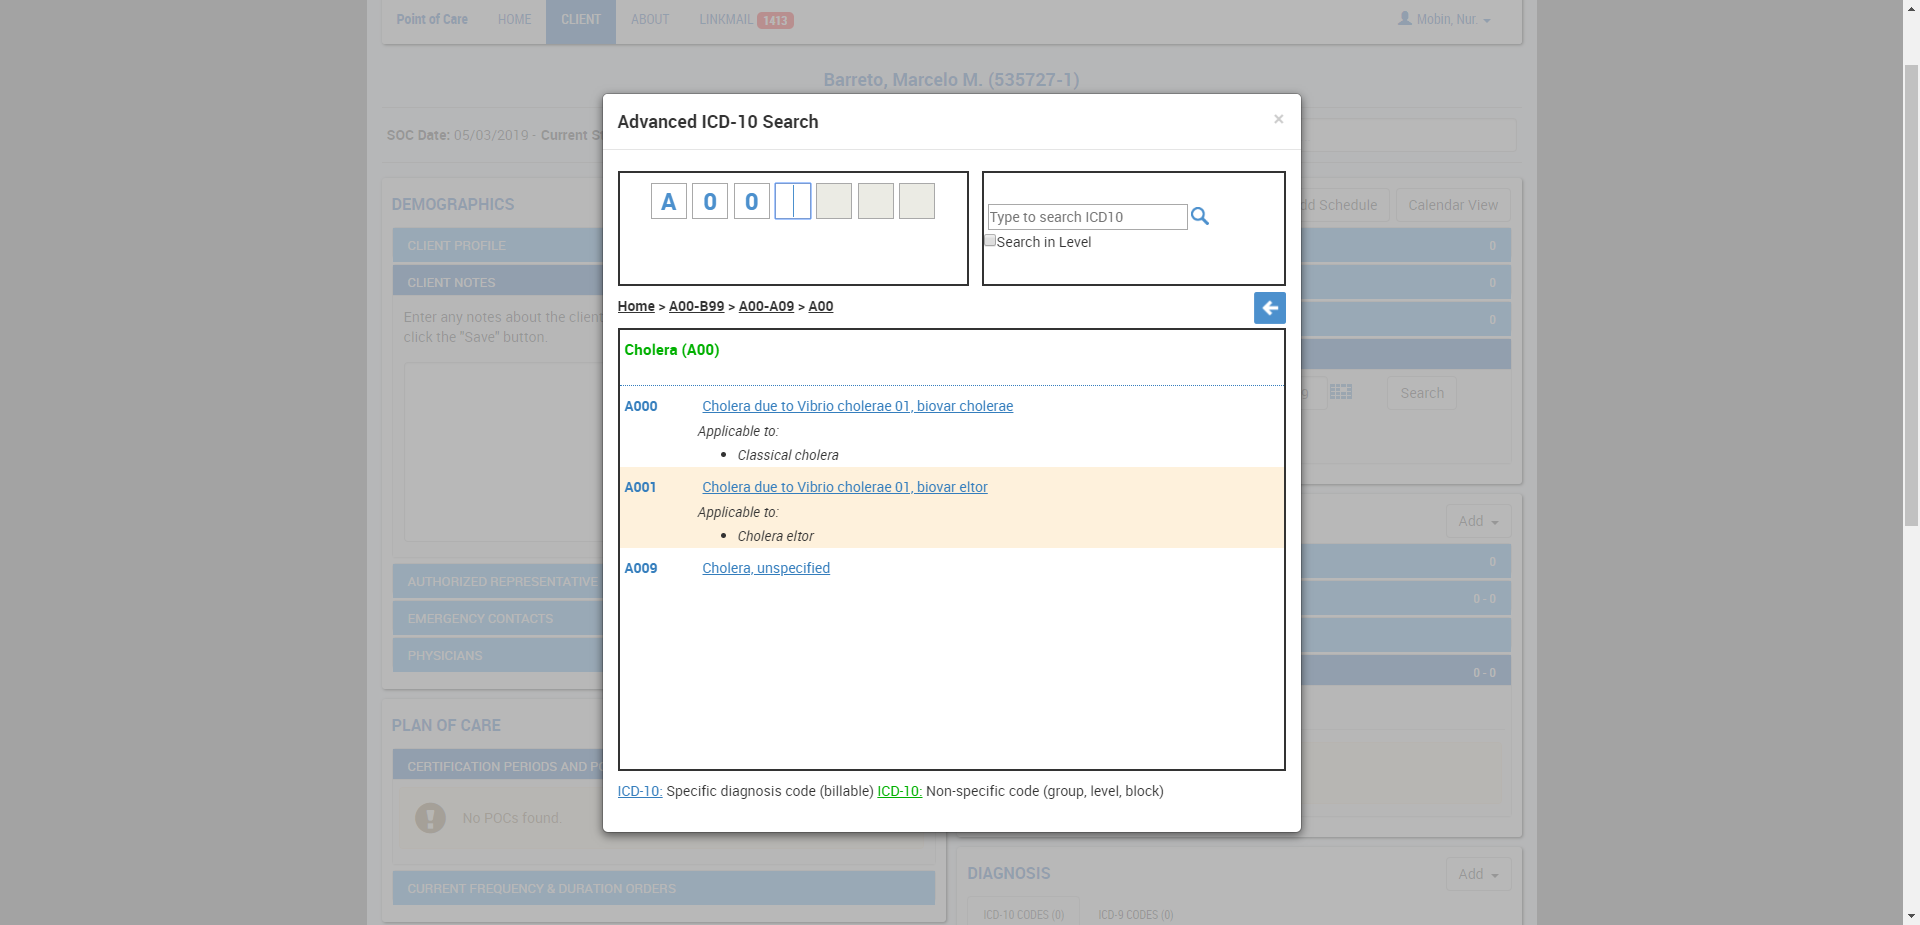 Point of Care HOME CLIENT ABOUT LINKMAIL 1413 Mobin, Nur.
Barreto, Marcelo M. (535727-1)
SOC Date: 05/03/2019 - Current St
Advanced ICD-10 Search ×
A 0 0
Type to search ICD10
Search in Level
Home > A00-B99 > A00-A09 > A00
Cholera (A00)
A000 Cholera due to Vibrio cholerae 01, biovar cholerae
Applicable to:
• Classical cholera
A001 Cholera due to Vibrio cholerae 01, biovar eltor
Applicable to:
• Cholera eltor
A009 Cholera, unspecified
ICD-10: Specific diagnosis code (billable) ICD-10: Non-specific code (group, level, block)
DEMOGRAPHICS
CLIENT PROFILE
CLIENT NOTES
Enter any notes about the client
click the "Save" button.
AUTHORIZED REPRESENTATIVE
EMERGENCY CONTACTS
PHYSICIANS
PLAN OF CARE
CERTIFICATION PERIODS AND PO
No POCs found.
CURRENT FREQUENCY & DURATION ORDERS
dd Schedule Calendar View
0
0
0
9 Search
Add
0
0 - 0
0 - 0
DIAGNOSIS Add
ICD-10 CODES (0) ICD-9 CODES (0)